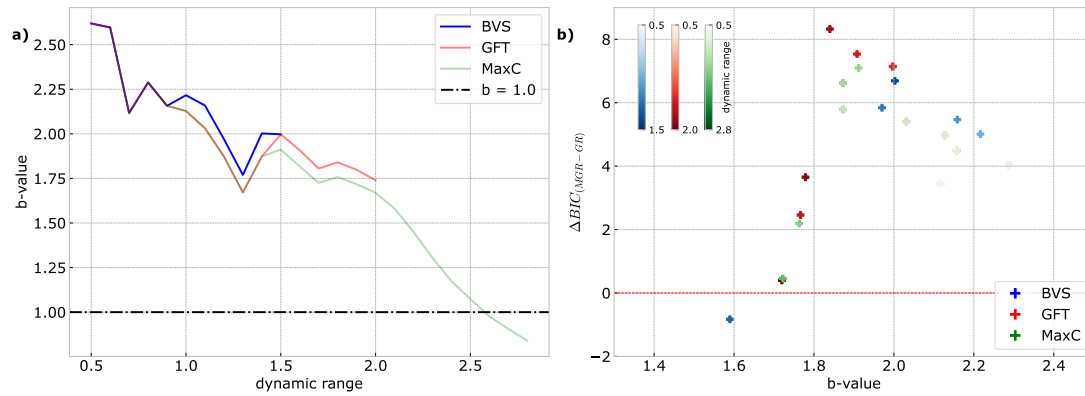 a)
2.50
2.25
2.00
1.75
1.50
1.25
1.00
b-value
0.5
1.0
1.5
2.0
2.5
dynamic range
BVS
GFT
MaxC
b = 1.0
b)
8
6
4
2
0
−2
ΔBIC(MGR−GR)
0.5
0.5
0.5
1.5
2.0
2.8
dynamic range
1.4
1.6
1.8
2.0
2.2
2.4
b-value
BVS
GFT
MaxC